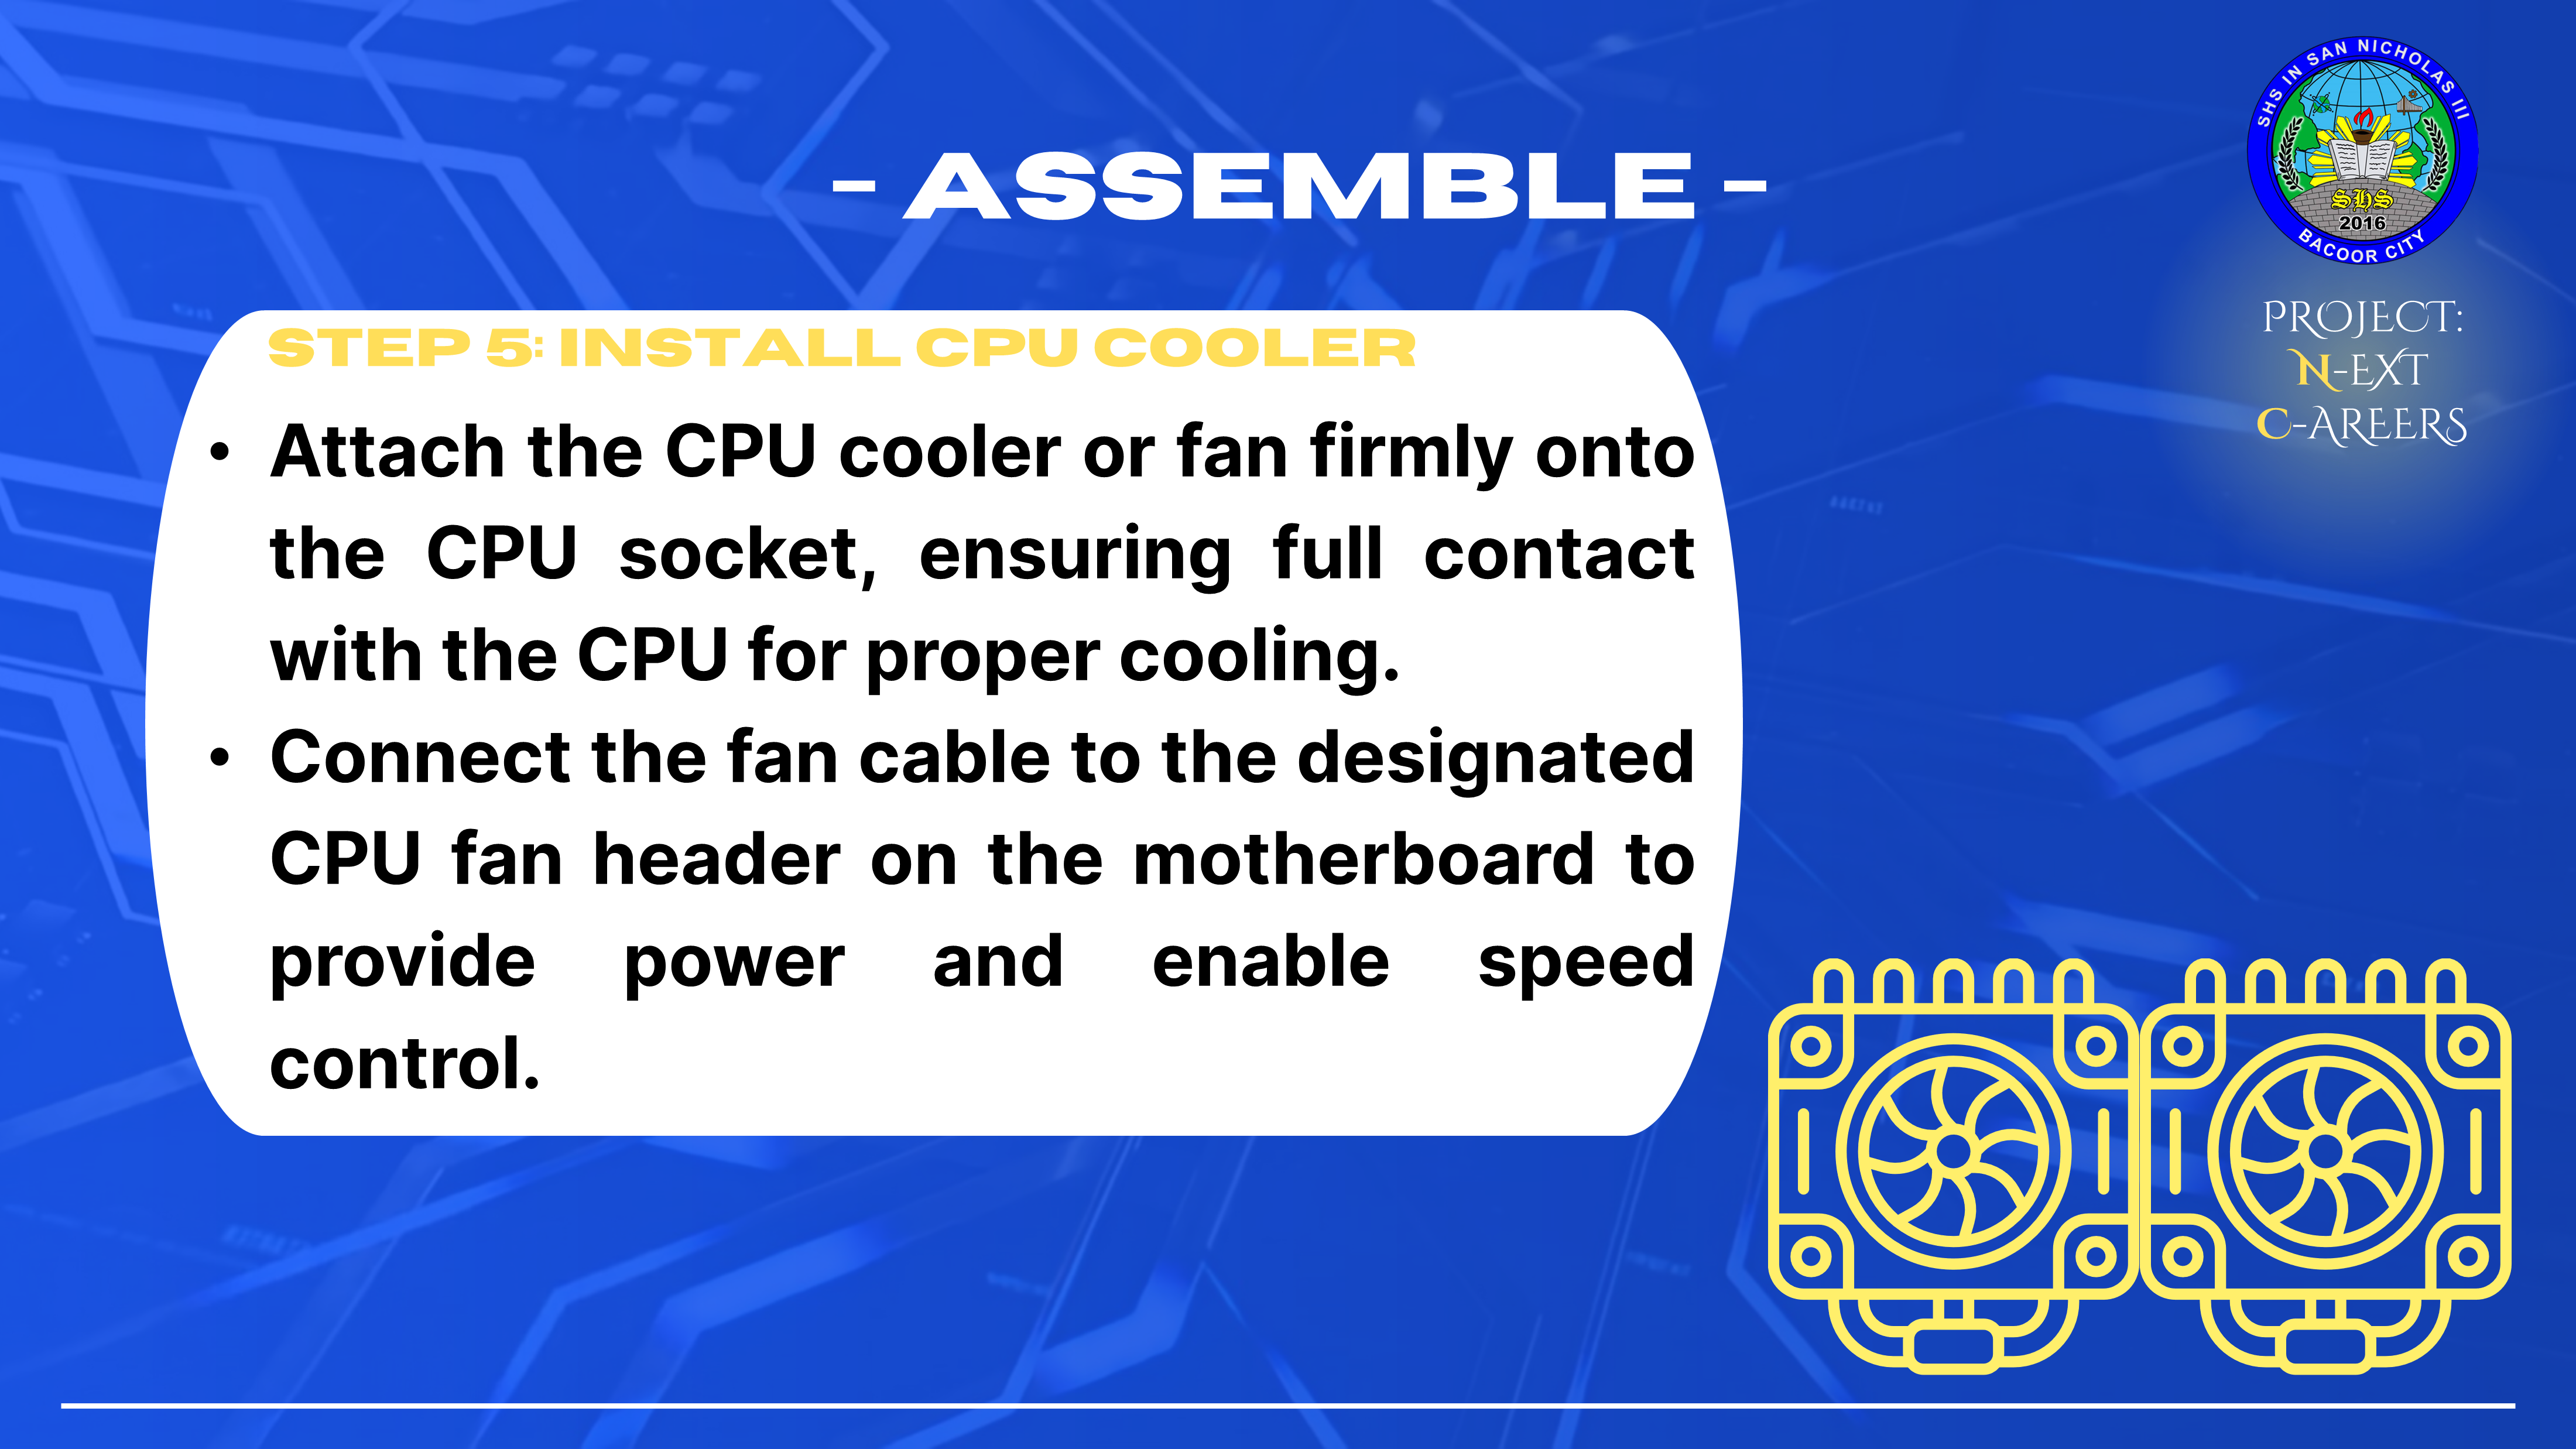 - ASSEMBLE -
SHS IN SAN NICHOLAS III
SHS
2016
BACOOR CITY
PROJECT:
N-EXT
C-AREERS
STEP 5: INSTALL CPU COOLER
• Attach the CPU cooler or fan firmly onto
the CPU socket, ensuring full contact
with the CPU for proper cooling.
• Connect the fan cable to the designated
CPU fan header on the motherboard to
provide power and enable speed
control.